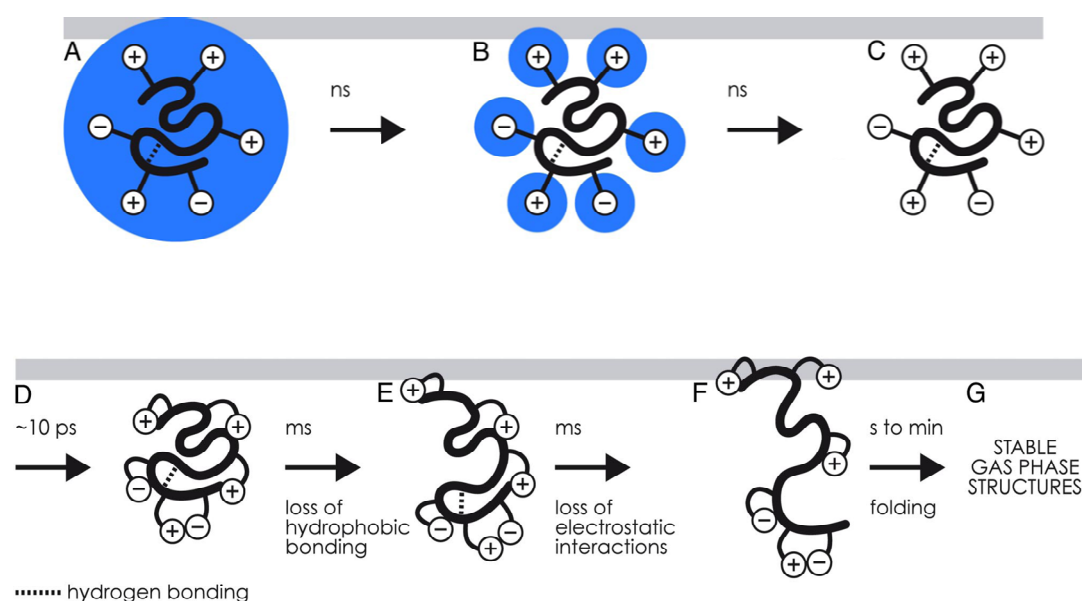 A
B
C
ns
ns
D
E
F
G
~10 ps
ms
ms
s to min
loss of
hydrophobic
bonding
loss of
electrostatic
interactions
folding
STABLE
GAS PHASE
STRUCTURES
hydrogen bonding
+
+
−
+
+
−
+
+
−
+
+
−
+
+
−
+
+
−
+
+
−
+
+
−
+
+
−
+
+
−
+
+
−
+
+
−